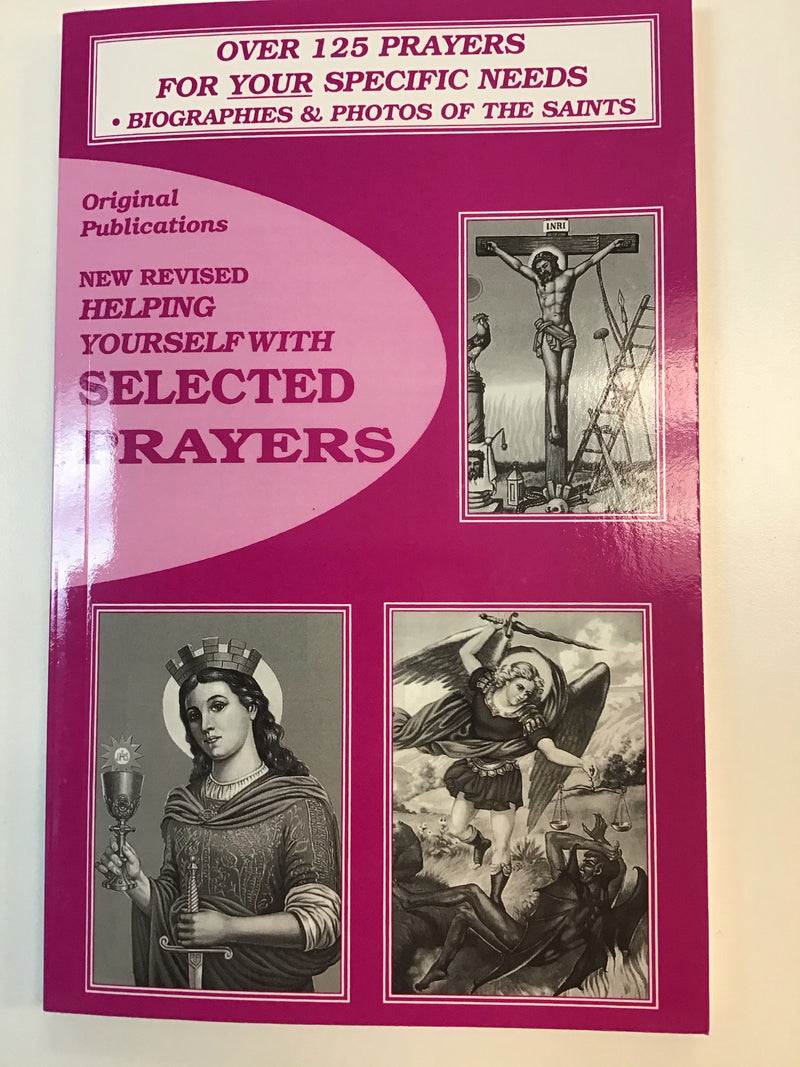 OVER 125 PRAYERS
FOR YOUR SPECIFIC NEEDS
• BIOGRAPHIES & PHOTOS OF THE SAINTS
Original
Publications
NEW REVISED
HELPING
YOURSELF WITH
SELECTED
PRAYERS
INRI
IHS